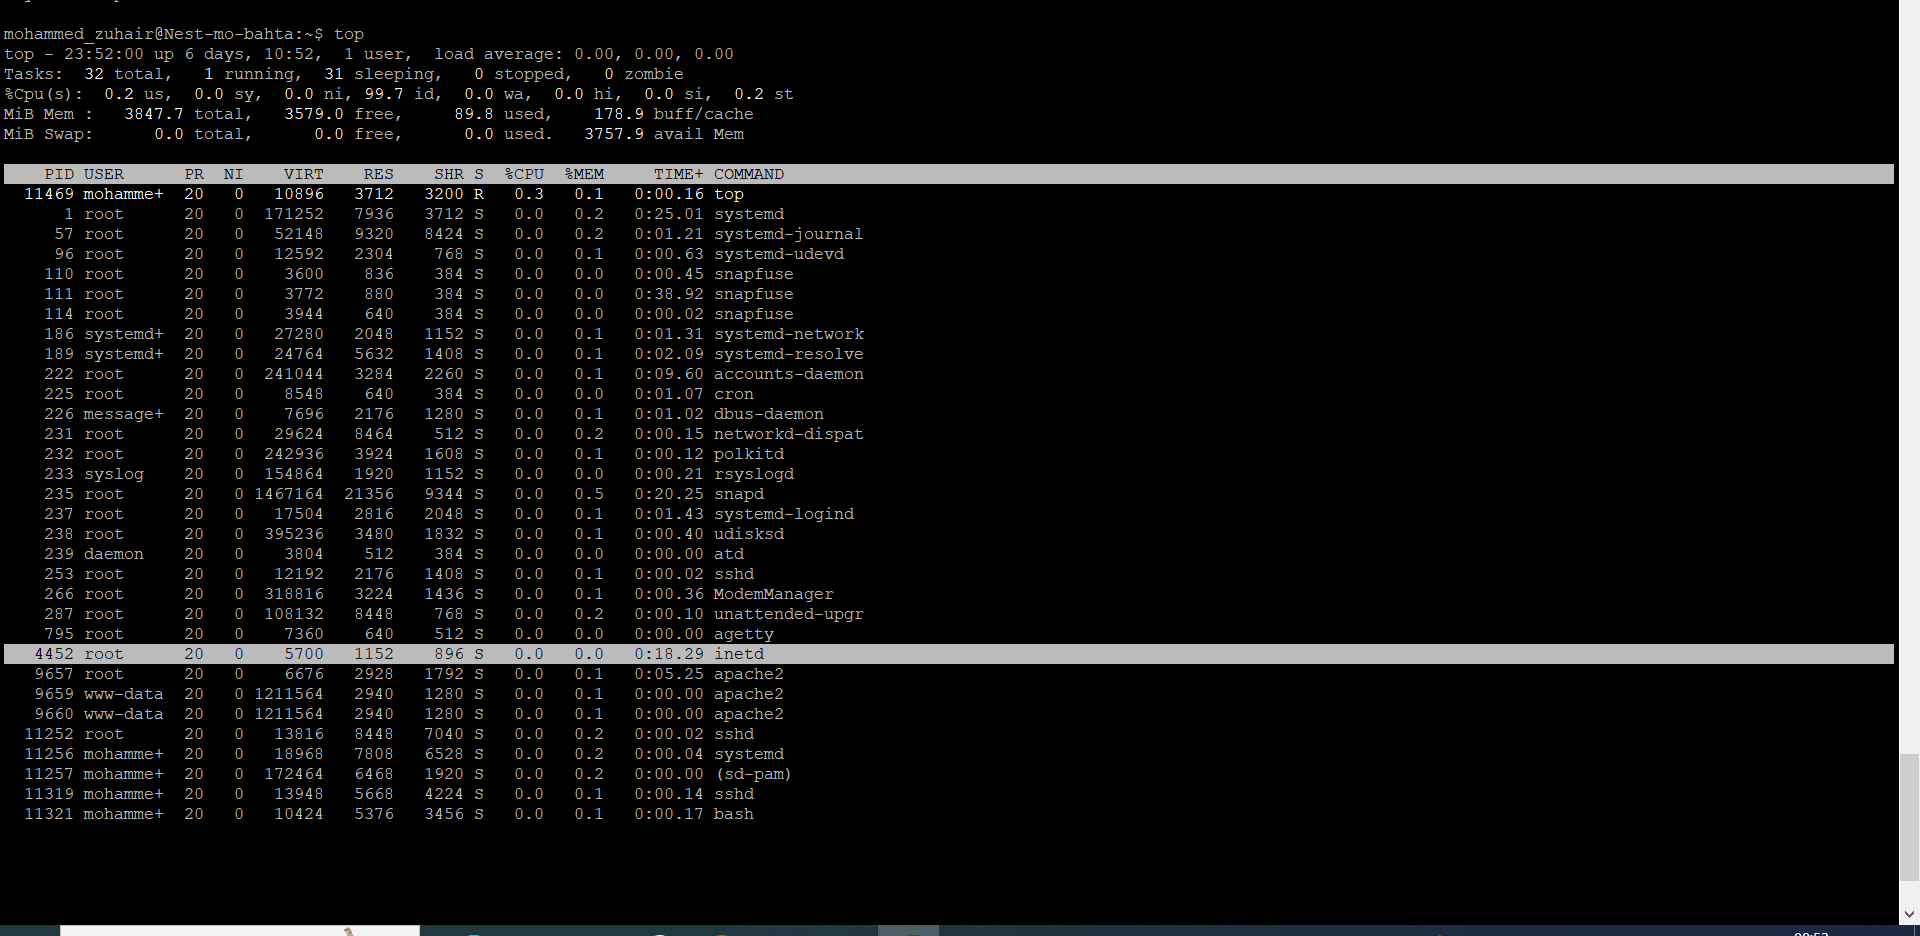 mohammed_zuhair@Nest-mo-bahta:~$ top
top - 23:52:00 up 6 days, 10:52,  1 user,  load average: 0.00, 0.00, 0.00
Tasks:  32 total,   1 running,  31 sleeping,   0 stopped,   0 zombie
%Cpu(s):  0.2 us,  0.0 sy,  0.0 ni, 99.7 id,  0.0 wa,  0.0 hi,  0.0 si,  0.2 st
MiB Mem :   3847.7 total,   3579.0 free,     89.8 used,    178.9 buff/cache
MiB Swap:      0.0 total,      0.0 free,      0.0 used.   3757.9 avail Mem
    PID USER      PR  NI    VIRT    RES    SHR S  %CPU  %MEM     TIME+ COMMAND
  11469 mohamme+  20   0   10896   3712   3200 R   0.3   0.1   0:00.16 top
      1 root      20   0  171252   7936   3712 S   0.0   0.2   0:25.01 systemd
     57 root      20   0   52148   9320   8424 S   0.0   0.2   0:01.21 systemd-journal
     96 root      20   0   12592   2304    768 S   0.0   0.1   0:00.63 systemd-udevd
    110 root      20   0    3600    836    384 S   0.0   0.0   0:00.45 snapfuse
    111 root      20   0    3772    880    384 S   0.0   0.0   0:38.92 snapfuse
    114 root      20   0    3944    640    384 S   0.0   0.0   0:00.02 snapfuse
    186 systemd+  20   0   27280   2048   1152 S   0.0   0.1   0:01.31 systemd-network
    189 systemd+  20   0   24764   5632   1408 S   0.0   0.1   0:02.09 systemd-resolve
    222 root      20   0  241044   3284   2260 S   0.0   0.1   0:09.60 accounts-daemon
    225 root      20   0    8548    640    384 S   0.0   0.0   0:01.07 cron
    226 message+  20   0    7696   2176   1280 S   0.0   0.1   0:01.02 dbus-daemon
    231 root      20   0   29624   8464    512 S   0.0   0.2   0:00.15 networkd-dispat
    232 root      20   0  242936   3924   1608 S   0.0   0.1   0:00.12 polkitd
    233 syslog    20   0  154864   1920   1152 S   0.0   0.0   0:00.21 rsyslogd
    235 root      20   0 1467164  21356   9344 S   0.0   0.5   0:20.25 snapd
    237 root      20   0   17504   2816   2048 S   0.0   0.1   0:01.43 systemd-logind
    238 root      20   0  395236   3480   1832 S   0.0   0.1   0:00.40 udisksd
    239 daemon    20   0    3804    512    384 S   0.0   0.0   0:00.00 atd
    253 root      20   0   12192   2176   1408 S   0.0   0.1   0:00.02 sshd
    266 root      20   0  318816   3224   1436 S   0.0   0.1   0:00.36 ModemManager
    287 root      20   0  108132   8448    768 S   0.0   0.2   0:00.10 unattended-upgr
    795 root      20   0    7360    640    512 S   0.0   0.0   0:00.00 agetty
   4452 root      20   0    5700   1152    896 S   0.0   0.0   0:18.29 inetd
   9657 root      20   0    6676   2928   1792 S   0.0   0.1   0:05.25 apache2
   9659 www-data  20   0 1211564   2940   1280 S   0.0   0.1   0:00.00 apache2
   9660 www-data  20   0 1211564   2940   1280 S   0.0   0.1   0:00.00 apache2
  11252 root      20   0   13816   8448   7040 S   0.0   0.2   0:00.02 sshd
  11256 mohamme+  20   0   18968   7808   6528 S   0.0   0.2   0:00.04 systemd
  11257 mohamme+  20   0  172464   6468   1920 S   0.0   0.2   0:00.00 (sd-pam)
  11319 mohamme+  20   0   13948   5668   4224 S   0.0   0.1   0:00.14 sshd
  11321 mohamme+  20   0   10424   5376   3456 S   0.0   0.1   0:00.17 bash